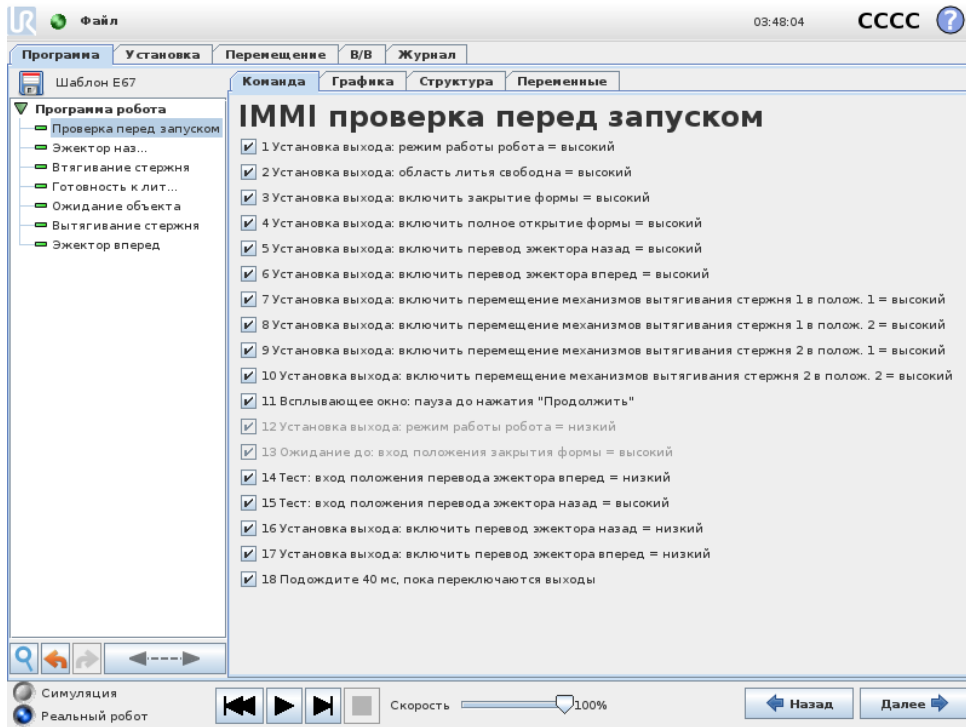 UR Файл 03:48:04 CCCC ?
Программа Установка Перемещение В/В Журнал
Шаблон E67
Команда Графика Структура Переменные
Программа робота
Проверка перед запуском
Эжектор наз...
Втягивание стержня
Готовность к лит...
Ожидание объекта
Вытягивание стержня
Эжектор вперед
IMMI проверка перед запуском
1 Установка выхода: режим работы робота = высокий
2 Установка выхода: область литья свободна = высокий
3 Установка выхода: включить закрытие формы = высокий
4 Установка выхода: включить полное открытие формы = высокий
5 Установка выхода: включить перевод эжектора назад = высокий
6 Установка выхода: включить перевод эжектора вперед = высокий
7 Установка выхода: включить перемещение механизмов вытягивания стержня 1 в полож. 1 = высокий
8 Установка выхода: включить перемещение механизмов вытягивания стержня 1 в полож. 2 = высокий
9 Установка выхода: включить перемещение механизмов вытягивания стержня 2 в полож. 1 = высокий
10 Установка выхода: включить перемещение механизмов вытягивания стержня 2 в полож. 2 = высокий
11 Всплывающее окно: пауза до нажатия "Продолжить"
12 Установка выхода: режим работы робота = низкий
13 Ожидание до: вход положения закрытия формы = высокий
14 Тест: вход положения перевода эжектора вперед = низкий
15 Тест: вход положения перевода эжектора назад = высокий
16 Установка выхода: включить перевод эжектора назад = низкий
17 Установка выхода: включить перевод эжектора вперед = низкий
18 Подождите 40 мс, пока переключаются выходы
Симуляция
Реальный робот
Скорость 100%
Назад Далее